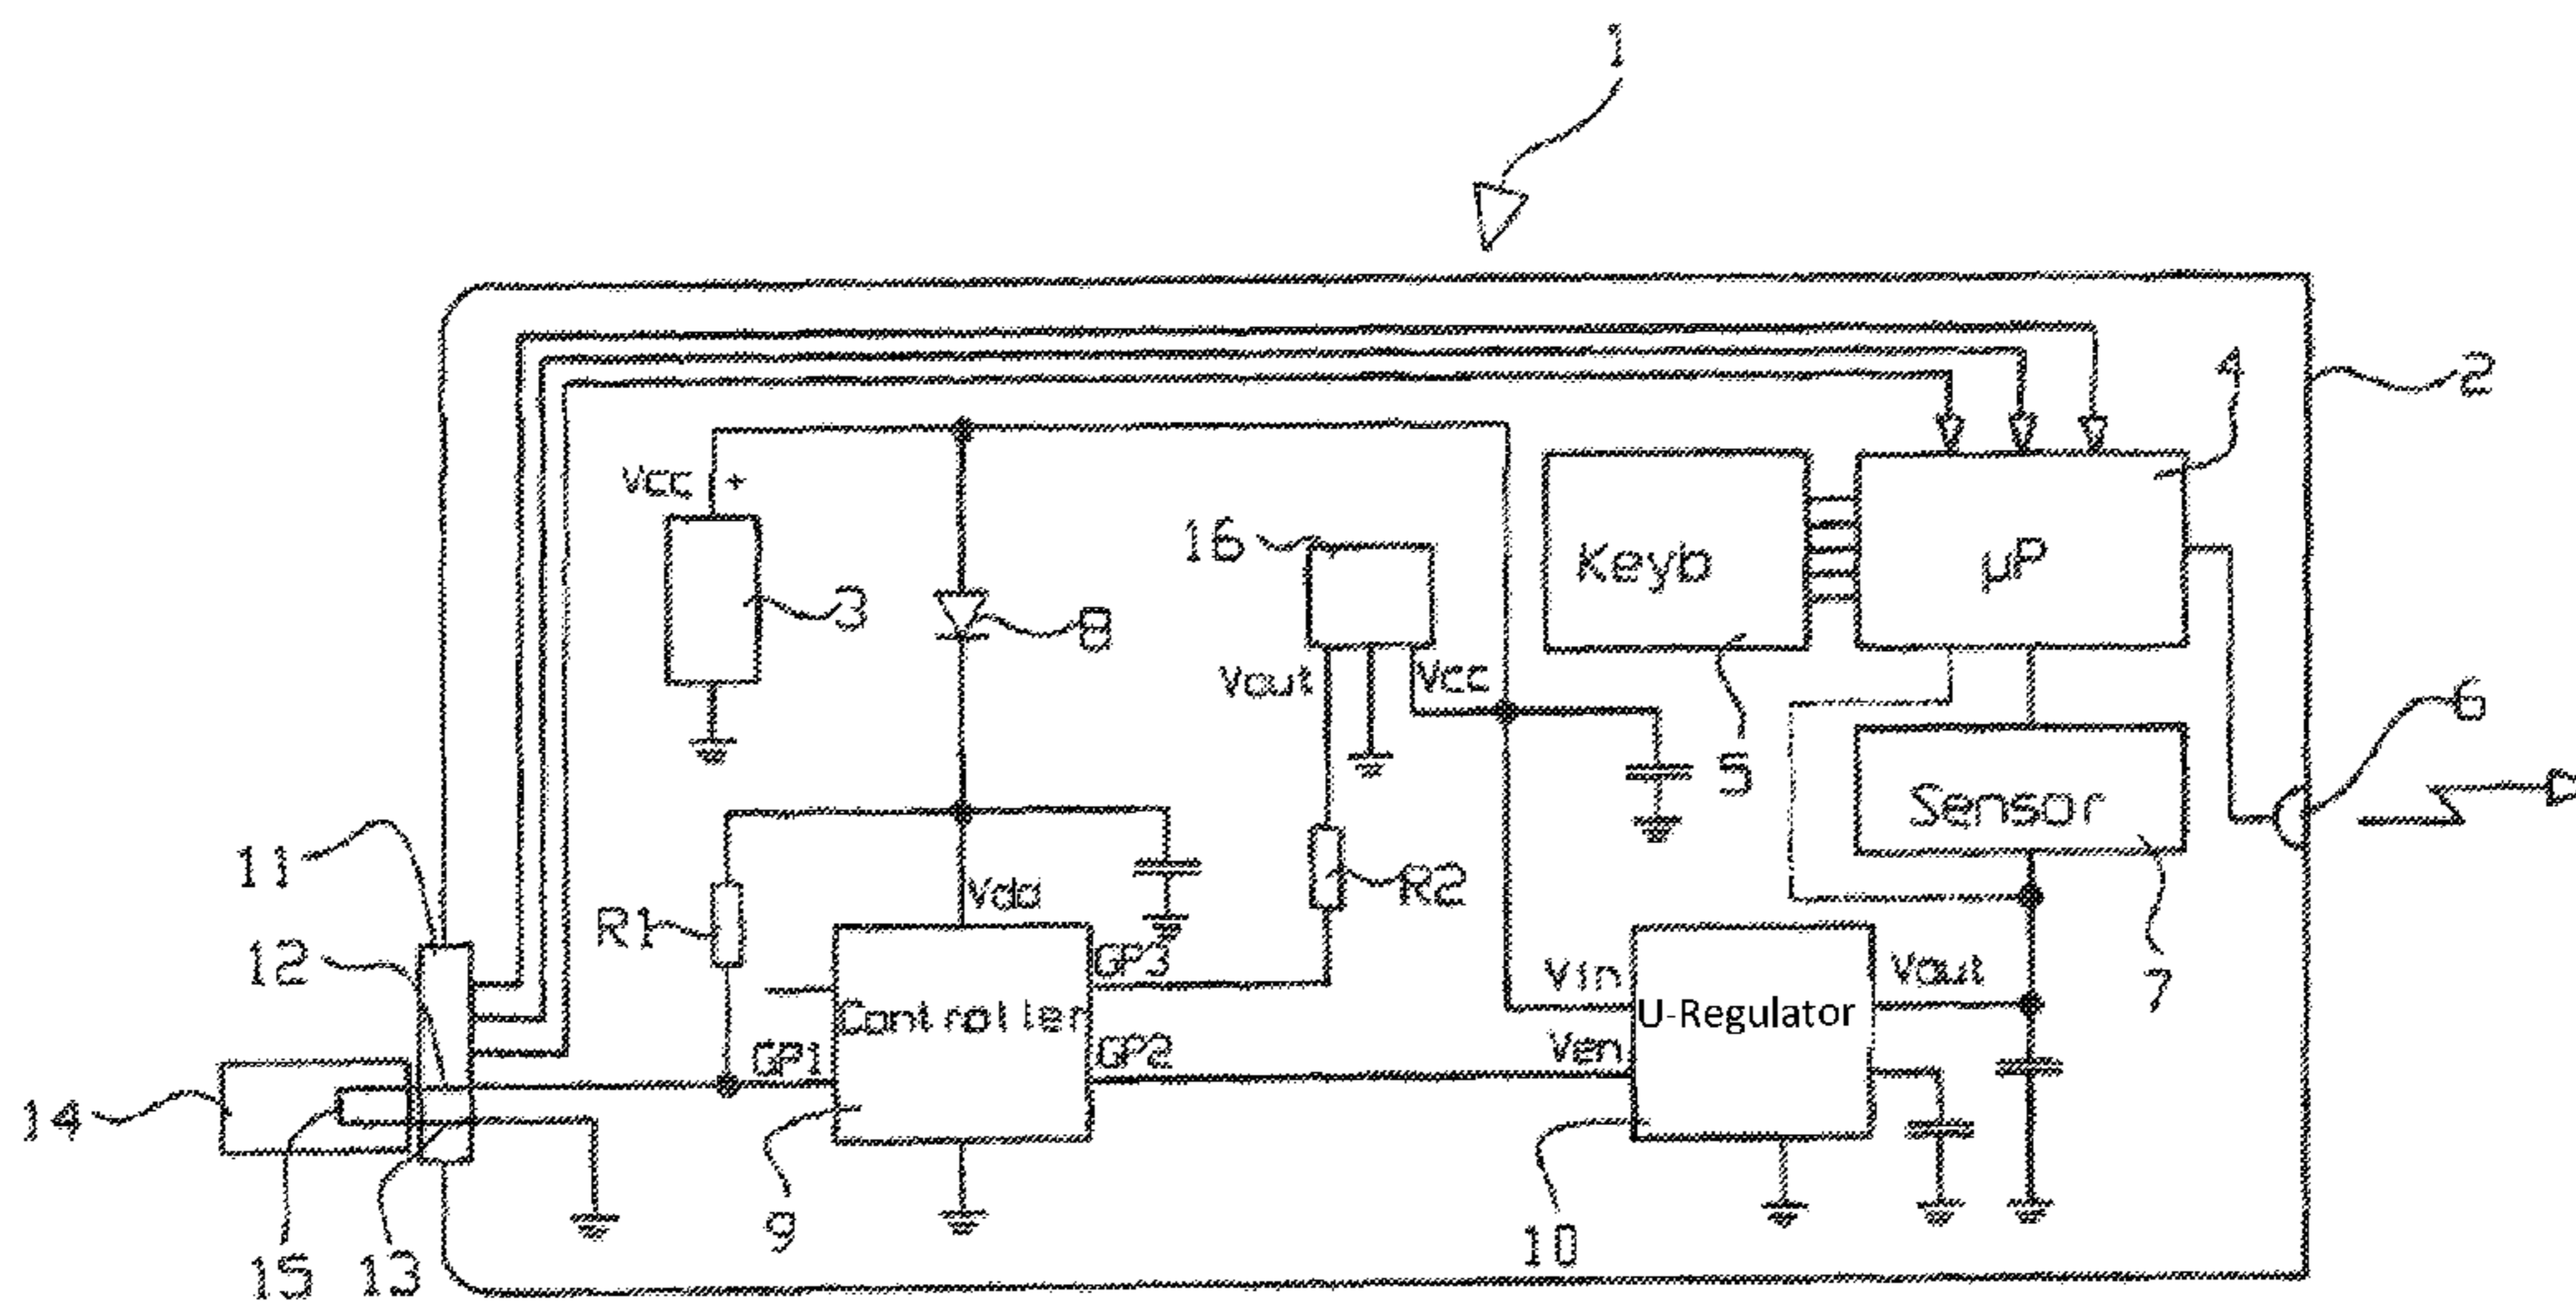 1
2
4
Vcc +
16
3
8
Keyb
µP
Vout
Vcc
6
5
Sensor
11
R1
Vdd
R2
12
GP3
Vin
Vout
7
Controller
U-Regulator
GP1
GP2
Ven
14
9
10
15
13